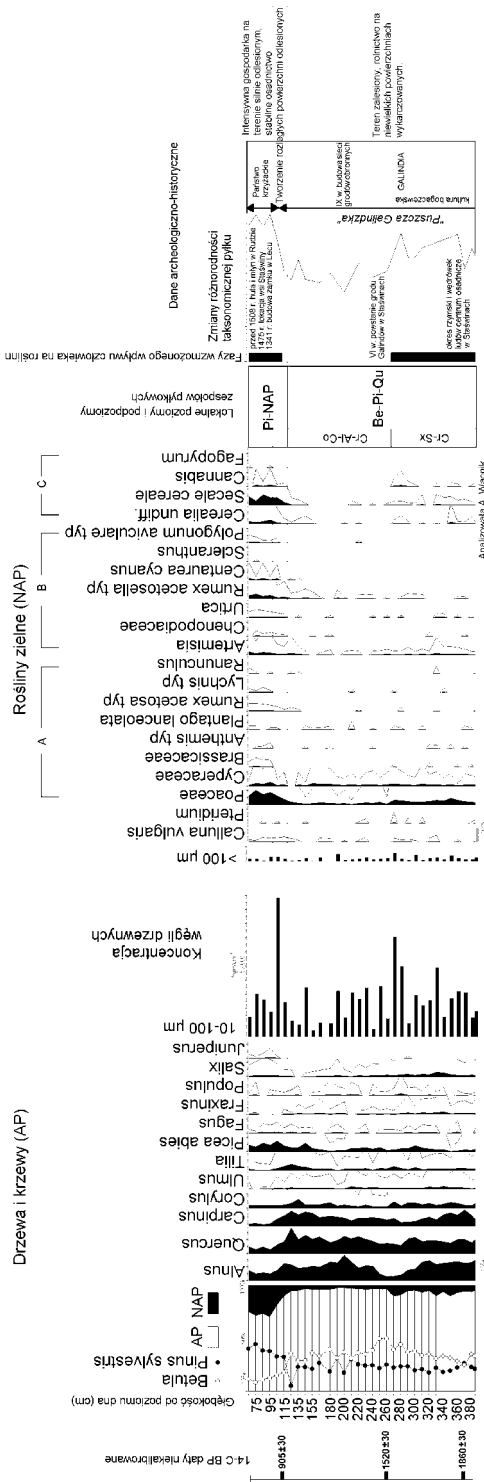 Drzewa i krzewy (AP)
Rośliny zielne (NAP)
A
B
C
Dane archeologiczno-historyczne
14-C BP daty niekalibrowane
905±30
1520±30
1860±30
Głębokość od poziomu dna (cm)
75
95
115
135
155
180
200
220
240
260
280
300
320
340
360
380
Betula
Pinus sylvestris
AP
NAP
Alnus
Quercus
Carpinus
Corylus
Ulmus
Tilia
Picea abies
Fagus
Fraxinus
Populus
Salix
Juniperus
10-100 µm
Koncentracja
węgli drzewnych
>100 µm
Calluna vulgaris
Pteridium
Poaceae
Cyperaceae
Brassicaceae
Anthemis typ
Plantago lanceolata
Rumex acetosa typ
Lychnis typ
Ranunculus
Artemisia
Chenopodiaceae
Urtica
Rumex acetosella typ
Centaurea cyanus
Scleranthus
Polygonum aviculare typ
Cerealia undiff.
Secale cereale
Cannabis
Fagopyrum
Lokalne poziomy i podpoziomy
zespołów pyłkowych
Pi-NAP
Be-Pi-Qu
Cr-Al-Co
Cr-Sx
Fazy wzmożonego wpływu człowieka na roślinn
Zmiany różnorodności
taksonomicznej pyłku
przed 1508 r. huta i młyn w Rudzie
1475 r. lokacja wsi Staświny
1341 r. budowa zamku w Łecu
VI w. powstanie grodu
Galindów w Staświnach
okres rzymski i wędrówek
ludów centrum osadnicze
w Staświnach
Państwo
krzyżackie
"Puszcza Galindzka"
IX w. budowa sieci
grodów obronnych
GALINDIA
kultura bogaczewska
Intensywna gospodarka na
terenie silnie odlesionym,
stabilne osadnictwo
Tworzenie rozległych powierzchni odlesionych
Teren zalesiony, rolnictwo na
niewielkich powierzchniach
wykarczowanych.
Analizowała A. Wacnik